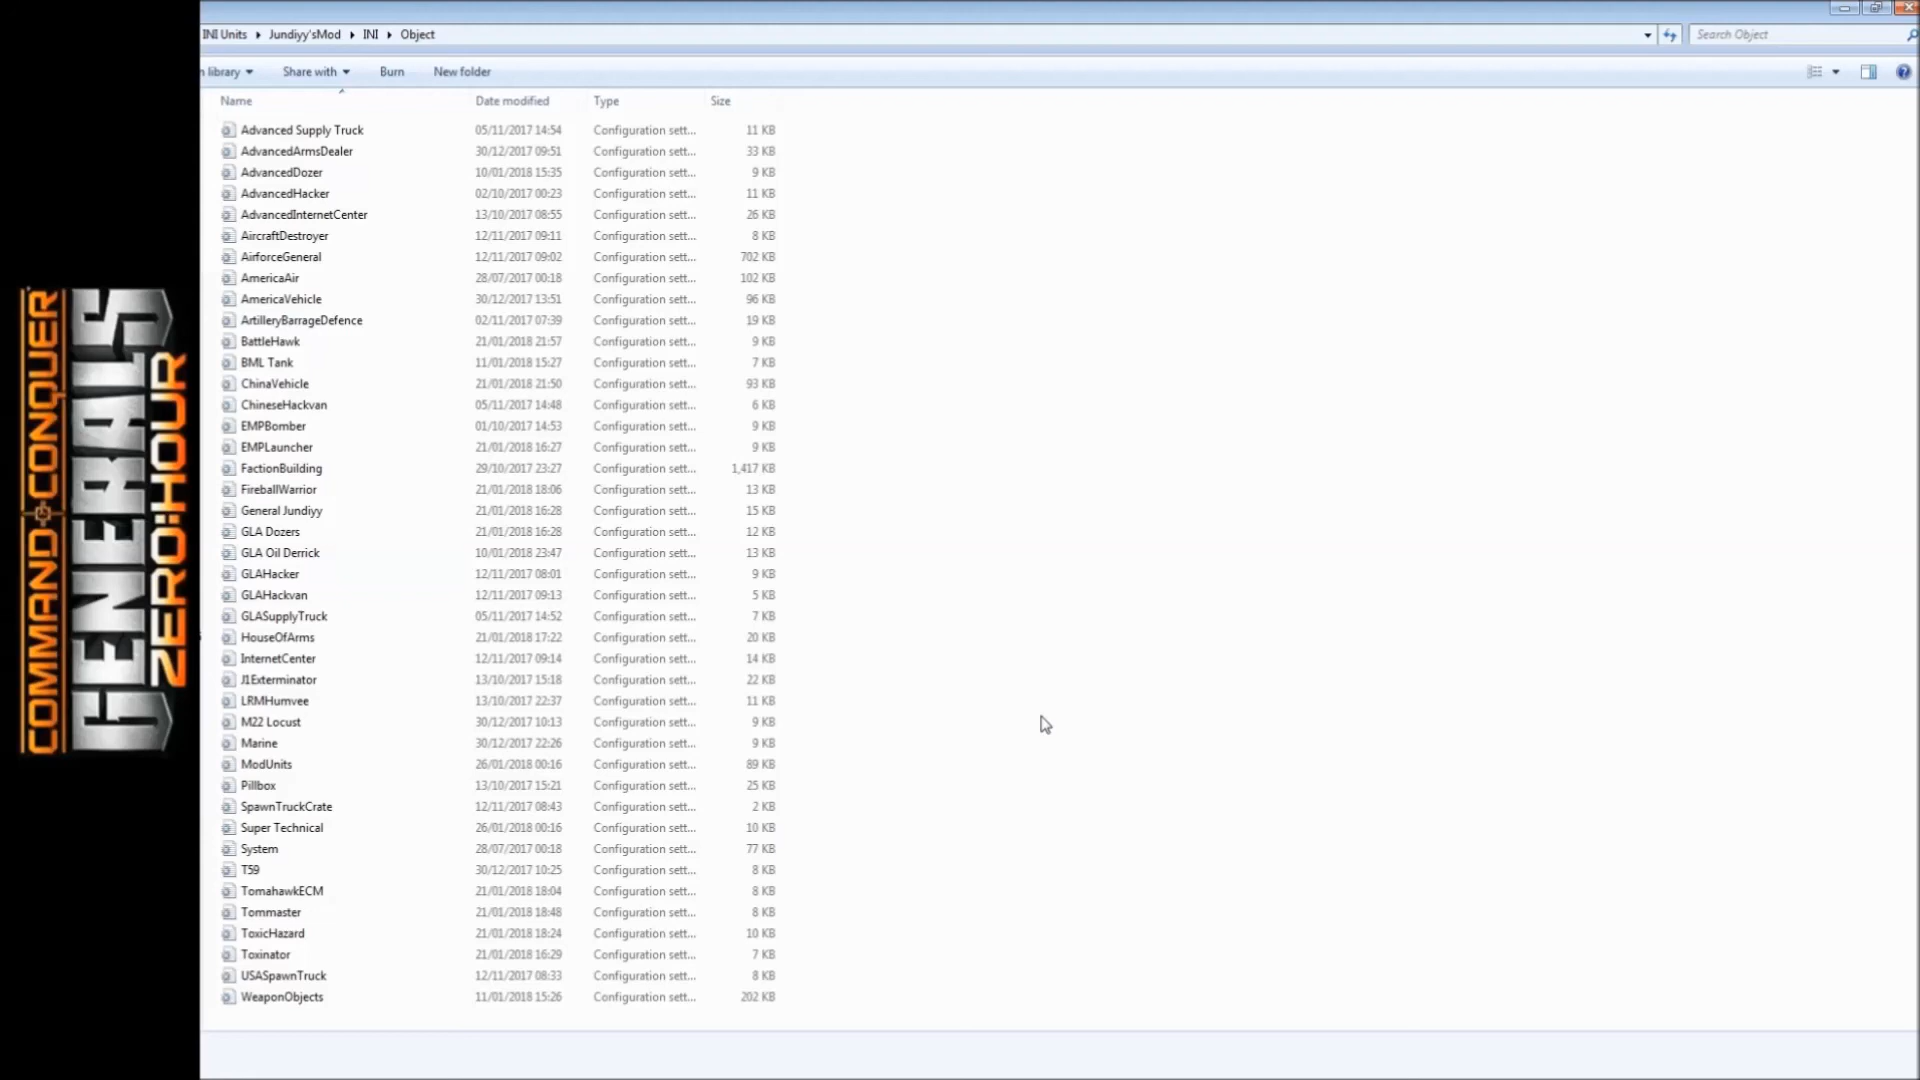 COMMAND CONQUER
GENERALS
ZERO:HOUR
INI Units Jundiyy'sMod INI Object
Search Object
n library Share with Burn New folder
Name Date modified Type Size
Advanced Supply Truck 05/11/2017 14:54 Configuration sett... 11 KB
AdvancedArmsDealer 30/12/2017 09:51 Configuration sett... 33 KB
AdvancedDozer 10/01/2018 15:35 Configuration sett... 9 KB
AdvancedHacker 02/10/2017 00:23 Configuration sett... 11 KB
AdvancedInternetCenter 13/10/2017 08:55 Configuration sett... 26 KB
AircraftDestroyer 12/11/2017 09:11 Configuration sett... 8 KB
AirforceGeneral 12/11/2017 09:02 Configuration sett... 702 KB
AmericaAir 28/07/2017 00:18 Configuration sett... 102 KB
AmericaVehicle 30/12/2017 13:51 Configuration sett... 96 KB
ArtilleryBarrageDefence 02/11/2017 07:39 Configuration sett... 19 KB
BattleHawk 21/01/2018 21:57 Configuration sett... 9 KB
BML Tank 11/01/2018 15:27 Configuration sett... 7 KB
ChinaVehicle 21/01/2018 21:50 Configuration sett... 93 KB
ChineseHackvan 05/11/2017 14:48 Configuration sett... 6 KB
EMPBomber 01/10/2017 14:53 Configuration sett... 9 KB
EMPLauncher 21/01/2018 16:27 Configuration sett... 9 KB
FactionBuilding 29/10/2017 23:27 Configuration sett... 1,417 KB
FireballWarrior 21/01/2018 18:06 Configuration sett... 13 KB
General Jundiyy 21/01/2018 16:28 Configuration sett... 15 KB
GLA Dozers 21/01/2018 16:28 Configuration sett... 12 KB
GLA Oil Derrick 10/01/2018 23:47 Configuration sett... 13 KB
GLAHacker 12/11/2017 08:01 Configuration sett... 9 KB
GLAHackvan 12/11/2017 09:13 Configuration sett... 5 KB
GLASupplyTruck 05/11/2017 14:52 Configuration sett... 7 KB
HouseOfArms 21/01/2018 17:22 Configuration sett... 20 KB
InternetCenter 12/11/2017 09:14 Configuration sett... 14 KB
J1Exterminator 13/10/2017 15:18 Configuration sett... 22 KB
LRMHumvee 13/10/2017 22:37 Configuration sett... 11 KB
M22 Locust 30/12/2017 10:13 Configuration sett... 9 KB
Marine 30/12/2017 22:26 Configuration sett... 9 KB
ModUnits 26/01/2018 00:16 Configuration sett... 89 KB
Pillbox 13/10/2017 15:21 Configuration sett... 25 KB
SpawnTruckCrate 12/11/2017 08:43 Configuration sett... 2 KB
Super Technical 26/01/2018 00:16 Configuration sett... 10 KB
System 28/07/2017 00:18 Configuration sett... 77 KB
T59 30/12/2017 10:25 Configuration sett... 8 KB
TomahawkECM 21/01/2018 18:04 Configuration sett... 8 KB
Tommaster 21/01/2018 18:48 Configuration sett... 8 KB
ToxicHazard 21/01/2018 18:24 Configuration sett... 10 KB
Toxinator 21/01/2018 16:29 Configuration sett... 7 KB
USASpawnTruck 12/11/2017 08:33 Configuration sett... 8 KB
WeaponObjects 11/01/2018 15:26 Configuration sett... 202 KB